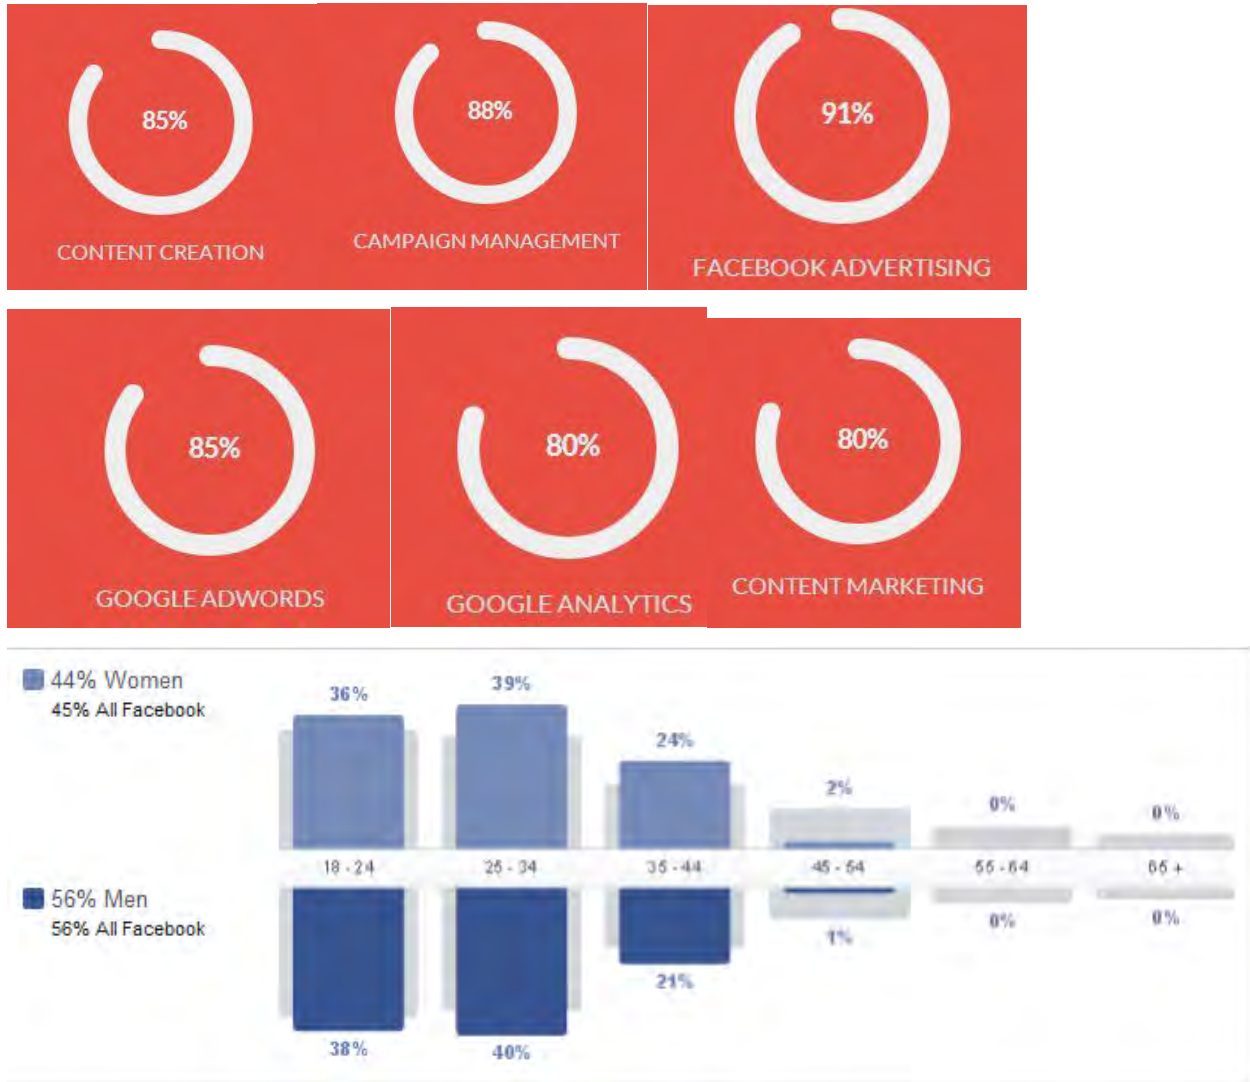 85%
CONTENT CREATION
88%
CAMPAIGN MANAGEMENT
91%
FACEBOOK ADVERTISING
85%
GOOGLE ADWORDS
80%
GOOGLE ANALYTICS
80%
CONTENT MARKETING
44% Women
45% All Facebook
36%
39%
24%
2%
0%
0%
18 - 24
25 - 34
35 - 44
45 - 54
55 - 64
65 +
56% Men
56% All Facebook
38%
40%
21%
1%
0%
0%